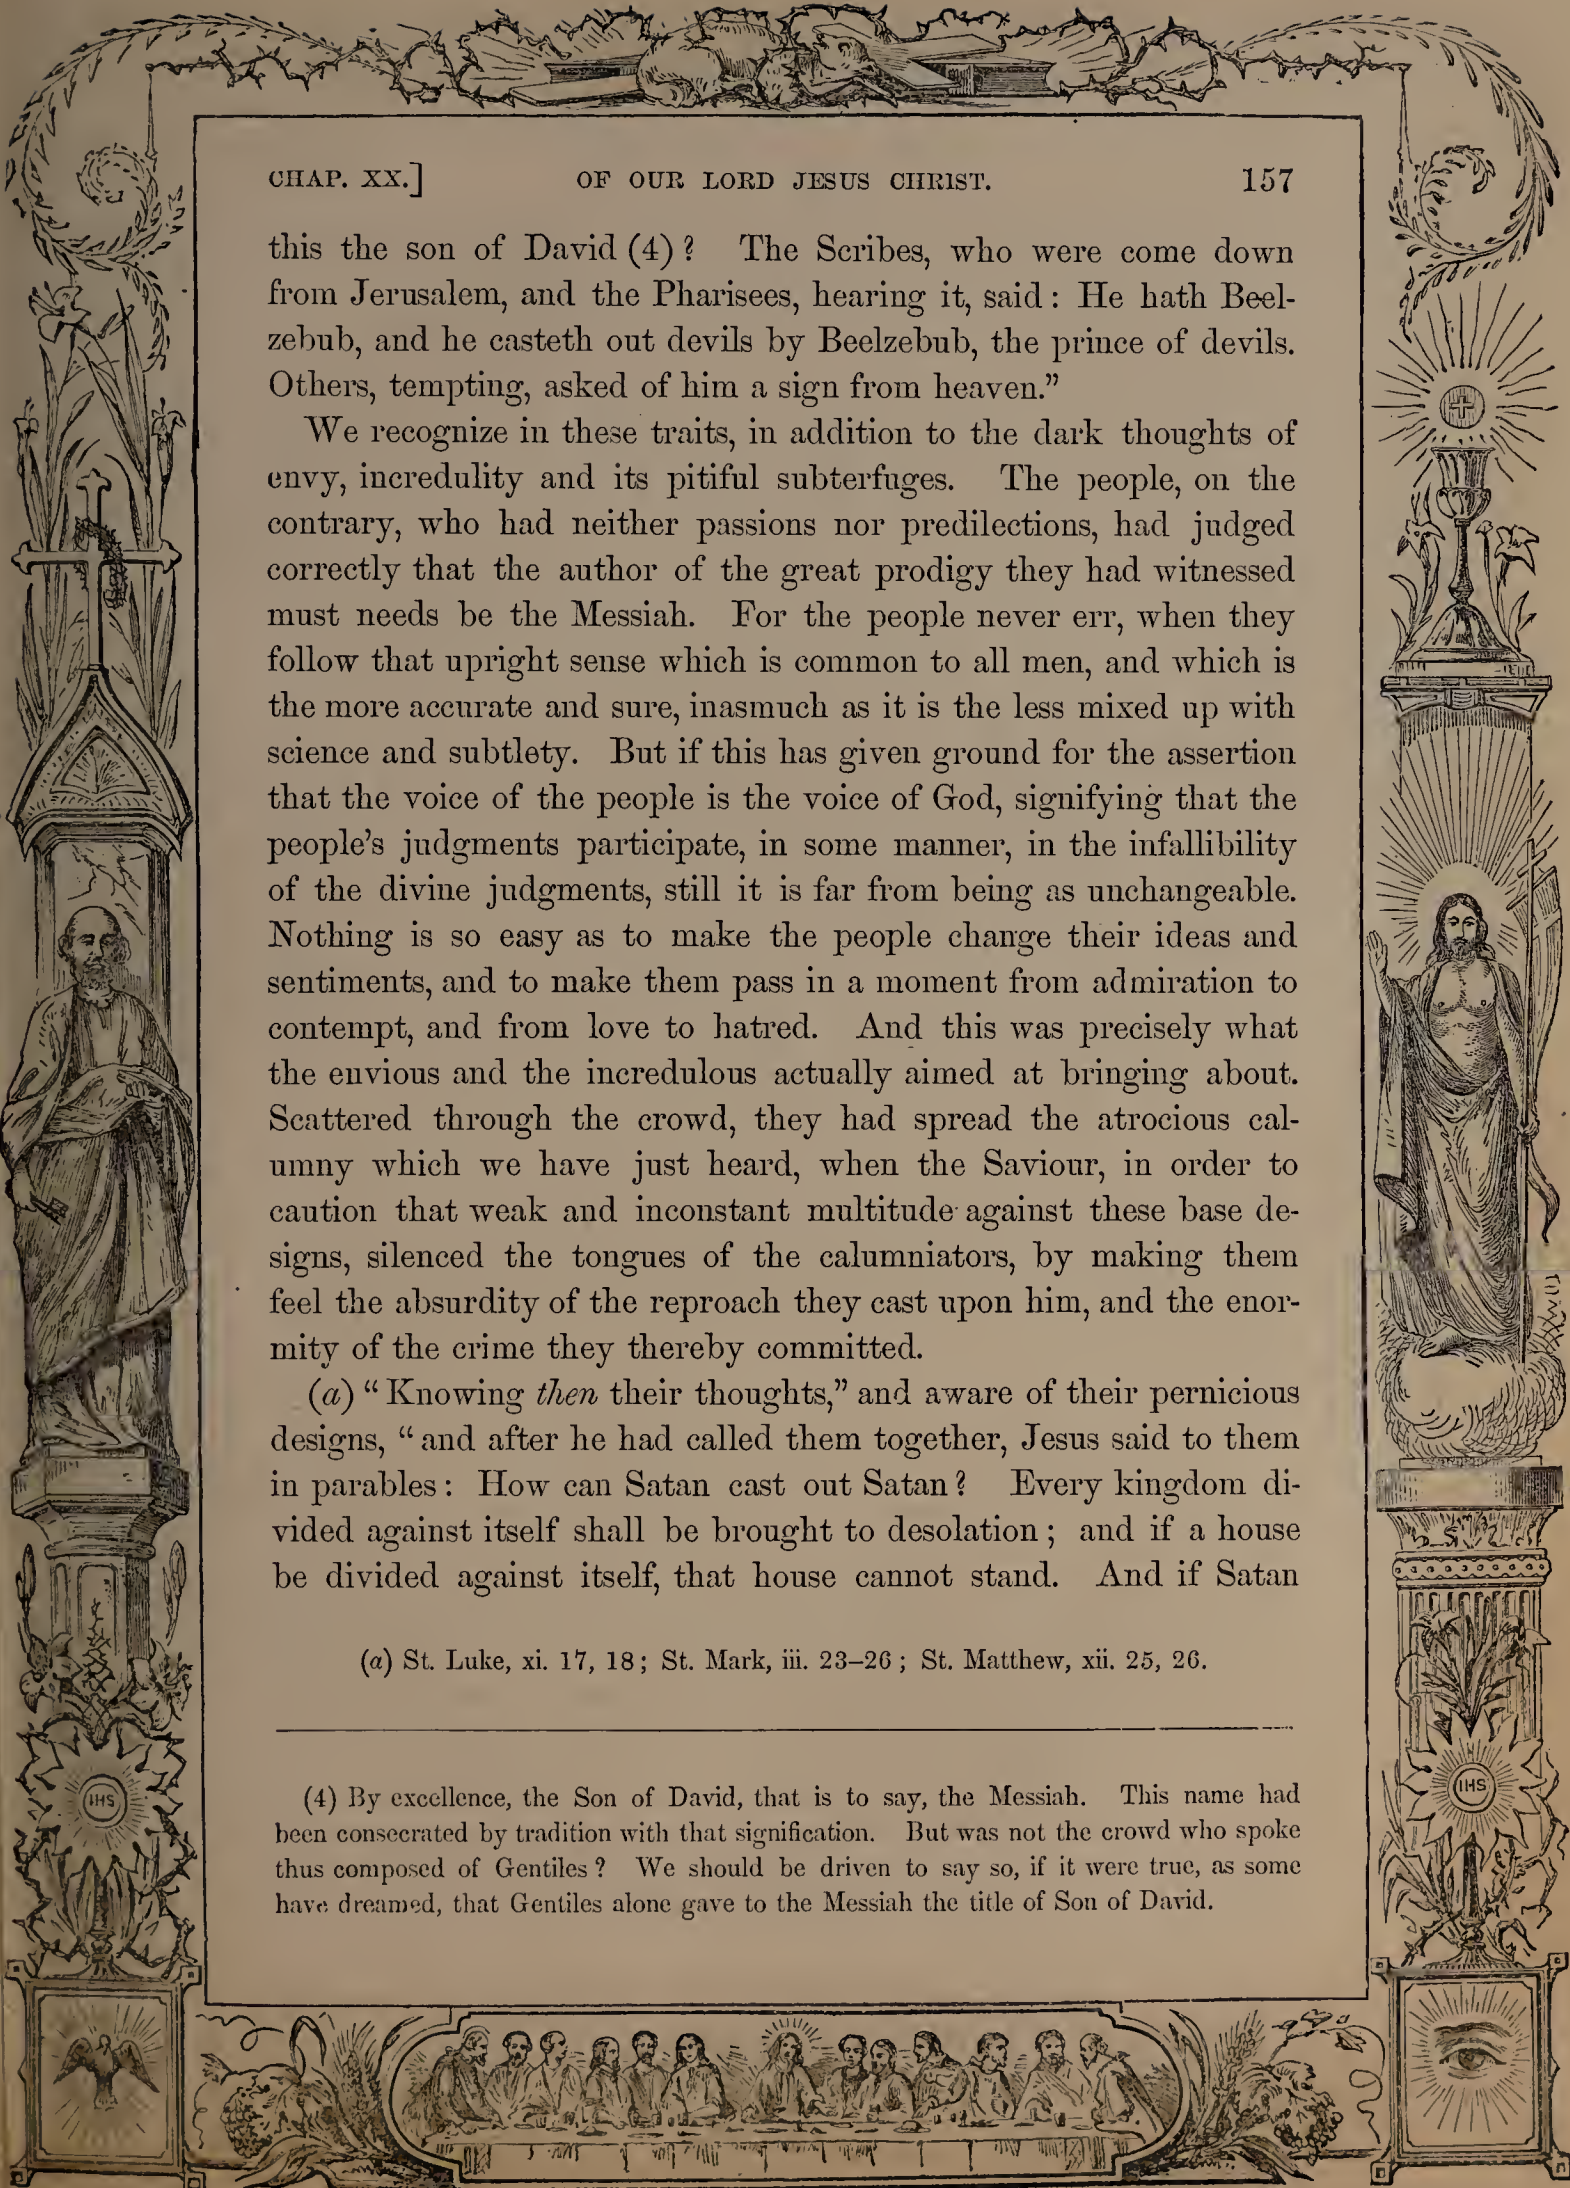 CHAP. XX.] OF OUR LORD JESUS CHRIST. 157
this the son of David (4) ? The Scribes, who were come down
from Jerusalem, and the Pharisees, hearing it, said : He hath Beel-
zebub, and he casteth out devils by Beelzebub, the prince of devils.
Others, tempting, asked of him a sign from heaven.”
We recognize in these traits, in addition to the dark thoughts of
envy, incredulity and its pitiful subterfuges. The people, on the
contrary, who had neither passions nor predilections, had judged
correctly that the author of the great prodigy they had witnessed
must needs be the Messiah. For the people never err, when they
follow that upright sense which is common to all men, and which is
the more accurate and sure, inasmuch as it is the less mixed up with
science and subtlety. But if this has given ground for the assertion
that the voice of the people is the voice of God, signifying that the
people’s judgments participate, in some manner, in the infallibility
of the divine judgments, still it is far from being as unchangeable.
Nothing is so easy as to make the people change their ideas and
sentiments, and to make them pass in a moment from admiration to
contempt, and from love to hatred. And this was precisely what
the envious and the incredulous actually aimed at bringing about.
Scattered through the crowd, they had spread the atrocious cal-
umny which we have just heard, when the Saviour, in order to
caution that weak and inconstant multitude against these base de-
signs, silenced the tongues of the calumniators, by making them
feel the absurdity of the reproach they cast upon him, and the enor-
mity of the crime they thereby committed.
(a) “ Knowing then their thoughts,” and aware of their pernicious
designs, “ and after he had called them together, Jesus said to them
in parables : How can Satan cast out Satan ? Every kingdom di-
vided against itself shall be brought to desolation ; and if a house
be divided against itself, that house cannot stand. And if Satan
(a) St. Luke, xi. 17, 18 ; St. Mark, iii. 23–26 ; St. Matthew, xii. 25, 26.
(4) By excellence, the Son of David, that is to say, the Messiah. This name had
been consecrated by tradition with that signification. But was not the crowd who spoke
thus composed of Gentiles ? We should be driven to say so, if it were true, as some
have dreamed, that Gentiles alone gave to the Messiah the title of Son of David.
IHS
IHS